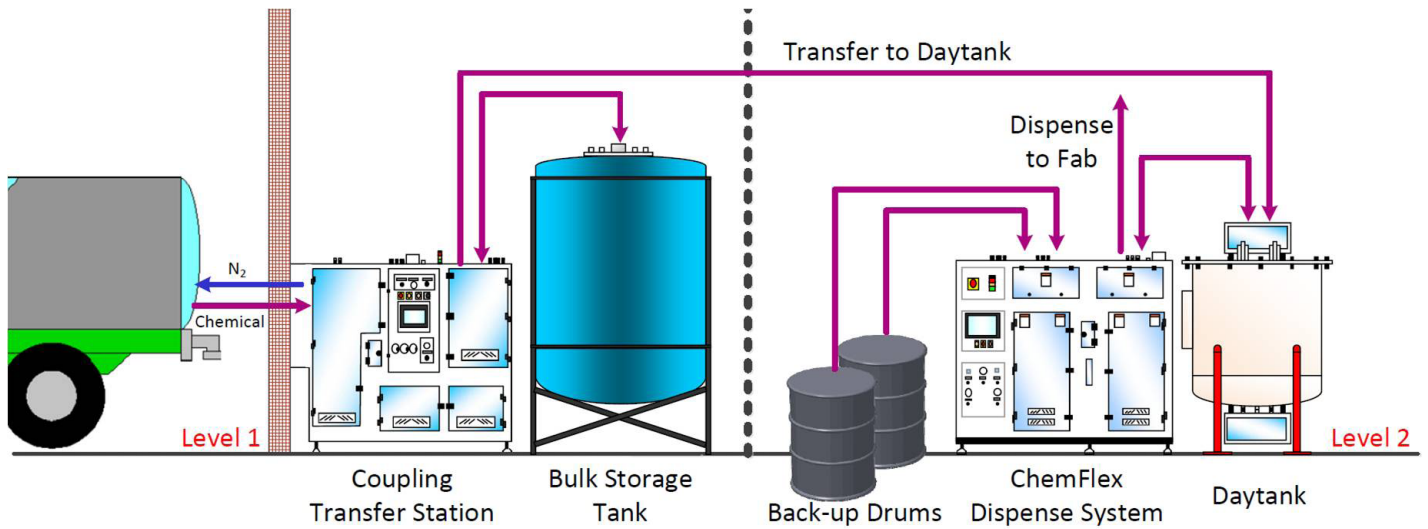 Transfer to Daytank
Dispense
to Fab
N2
Chemical
Level 1
Level 2
Coupling
Transfer Station
Bulk Storage
Tank
Back-up Drums
ChemFlex
Dispense System
Daytank